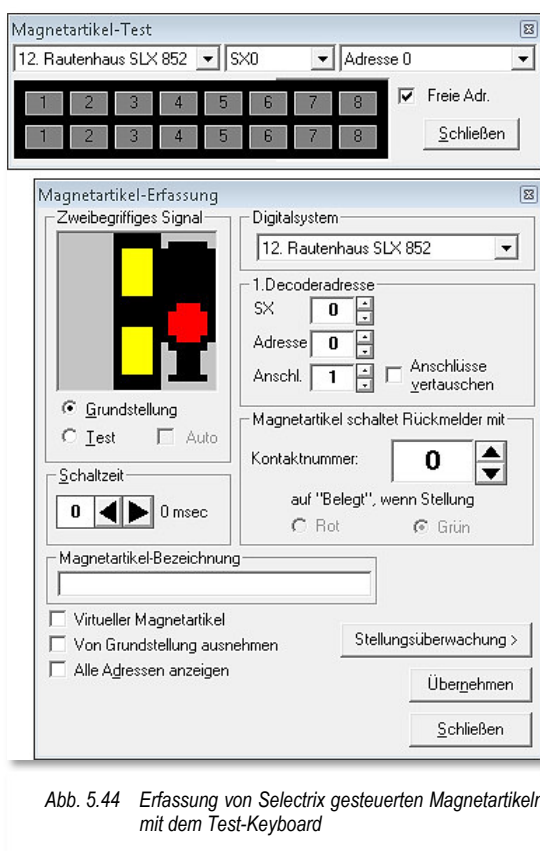 Magnetartikel-Test
12. Rautenhaus SLX 852 SX0 Adresse 0
1 2 3 4 5 6 7 8 Freie Adr.
1 2 3 4 5 6 7 8 Schließen
Magnetartikel-Erfassung
Zweibegriffiges Signal
Digitalsystem
12. Rautenhaus SLX 852
1.Decoderadresse
SX 0
Adresse 0
Anschl. 1 Anschlüsse
vertauschen
Grundstellung
Test Auto
Magnetartikel schaltet Rückmelder mit
Kontaktnummer: 0
auf "Belegt", wenn Stellung
Rot Grün
Schaltzeit
0 0 msec
Magnetartikel-Bezeichnung
Virtueller Magnetartikel
Von Grundstellung ausnehmen
Alle Adressen anzeigen
Stellungsüberwachung >
Übernehmen
Schließen
Abb. 5.44 Erfassung von Selectrix gesteuerten Magnetartikeln
mit dem Test-Keyboard